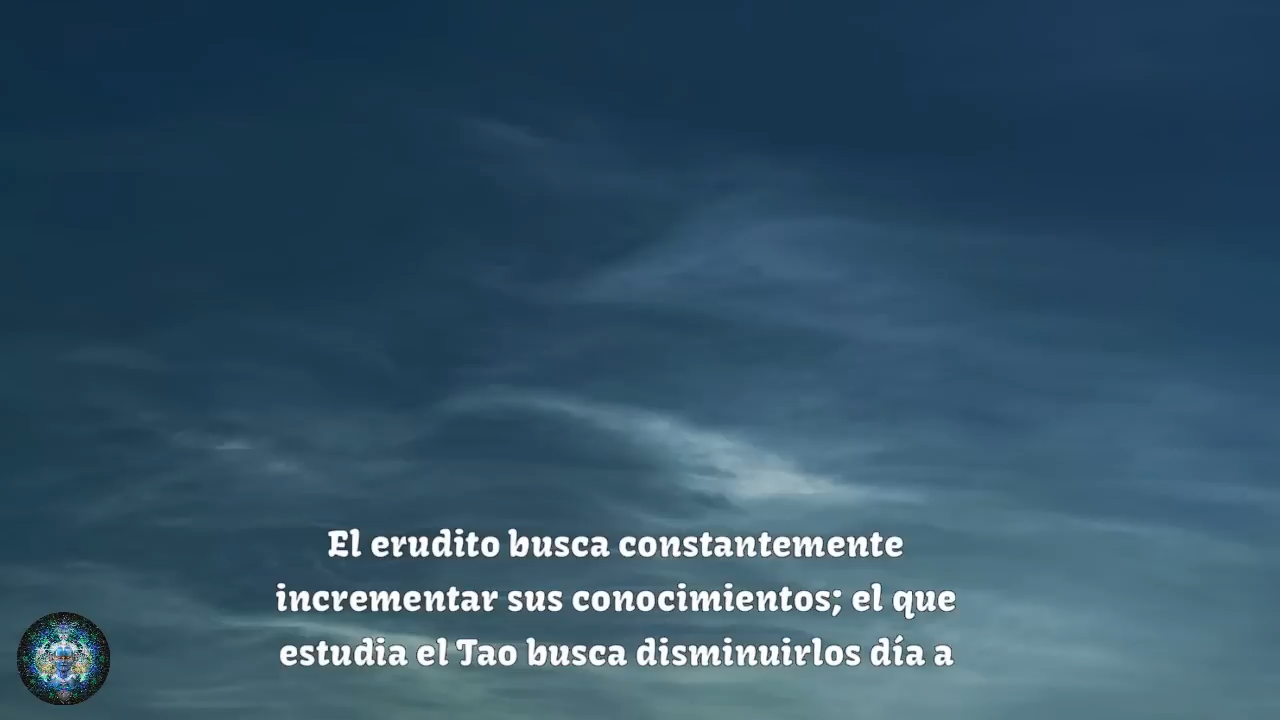 El erudito busca constantemente
incrementar sus conocimientos; el que
estudia el Tao busca disminuirlos día a